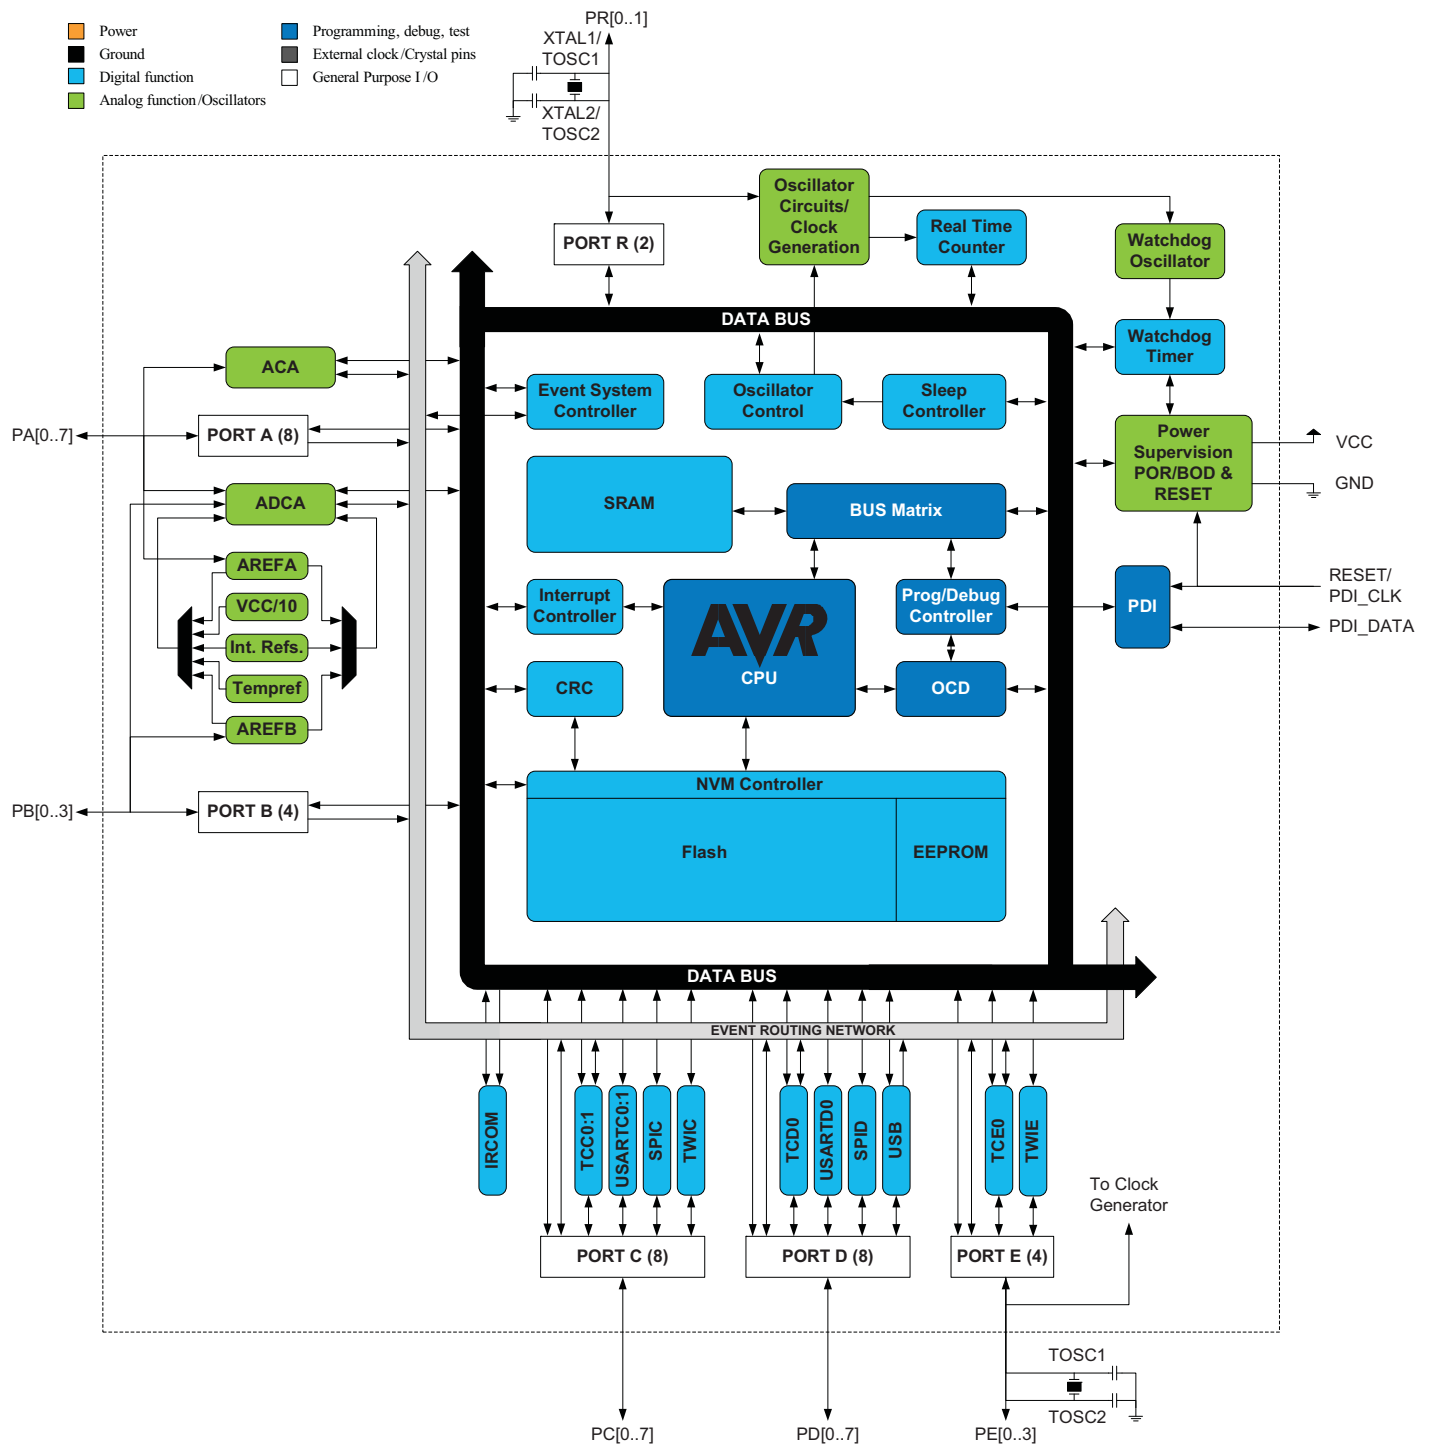 Power
Ground
Digital function
Analog function/Oscillators
Programming, debug, test
External clock/Crystal pins
General Purpose I/O
PR[0..1]
XTAL1/
TOSC1
XTAL2/
TOSC2
Oscillator
Circuits/
Clock
Generation
Real Time
Counter
PORT R (2)
Watchdog
Oscillator
DATA BUS
Watchdog
Timer
ACA
Event System
Controller
Oscillator
Control
Sleep
Controller
PA[0..7]
PORT A (8)
Power
Supervision
POR/BOD &
RESET
VCC
GND
ADCA
SRAM
BUS Matrix
AREFA
VCC/10
Int. Refs.
Tempref
AREFB
Interrupt
Controller
AVR
CPU
Prog/Debug
Controller
PDI
RESET/
PDI_CLK
PDI_DATA
CRC
OCD
PB[0..3]
PORT B (4)
NVM Controller
Flash
EEPROM
DATA BUS
EVENT ROUTING NETWORK
IRCOM
TCC0:1
USARTC0:1
SPIC
TWIC
TCD0
USARTD0
SPID
USB
TCE0
TWIE
To Clock
Generator
PORT C (8)
PORT D (8)
PORT E (4)
TOSC1
TOSC2
PC[0..7]
PD[0..7]
PE[0..3]